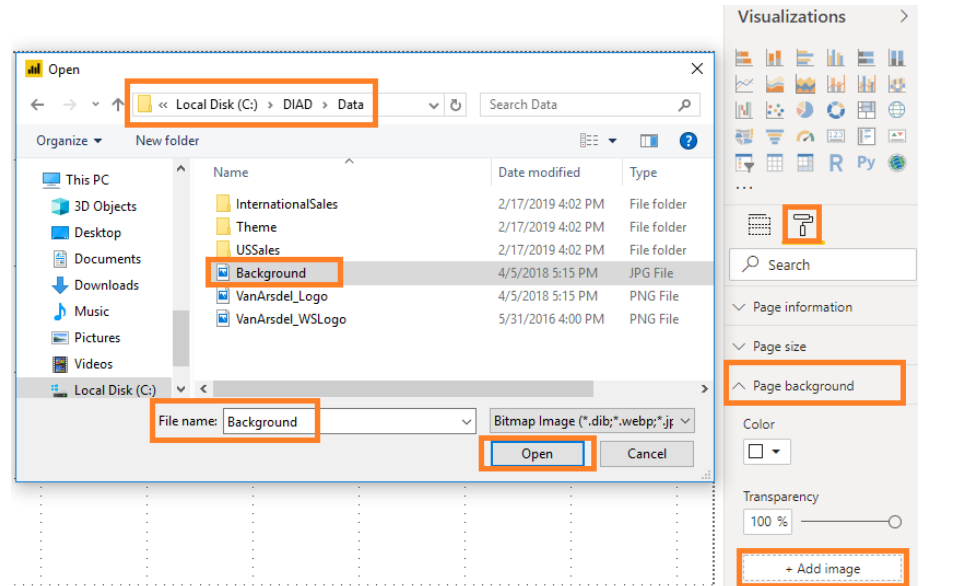 Visualizations >
Open
« Local Disk (C:) > DIAD > Data
Search Data
Organize
New folder
Name
Date modified
Type
This PC
3D Objects
Desktop
Documents
Downloads
Music
Pictures
Videos
Local Disk (C:)
InternationalSales 2/17/2019 4:02 PM File folder
Theme 2/17/2019 4:02 PM File folder
USSales 2/17/2019 4:02 PM File folder
Background 4/5/2018 5:15 PM JPG File
VanArsdel_Logo 4/5/2018 5:15 PM PNG File
VanArsdel_WSLogo 5/31/2016 4:00 PM PNG File
File name: Background
Bitmap Image (*.dib;*.webp;*.jp
Open
Cancel
123
R Py
...
Search
Page information
Page size
Page background
Color
Transparency
100 %
+ Add image